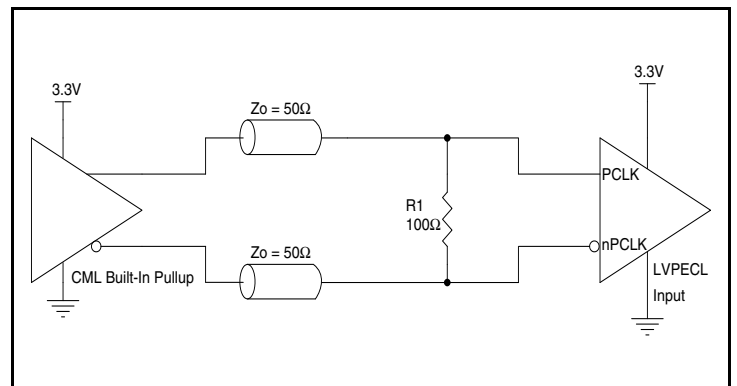 3.3V
3.3V
Zo = 50Ω
PCLK
R1
100Ω
Zo = 50Ω
nPCLK
CML Built-In Pullup
LVPECL
Input